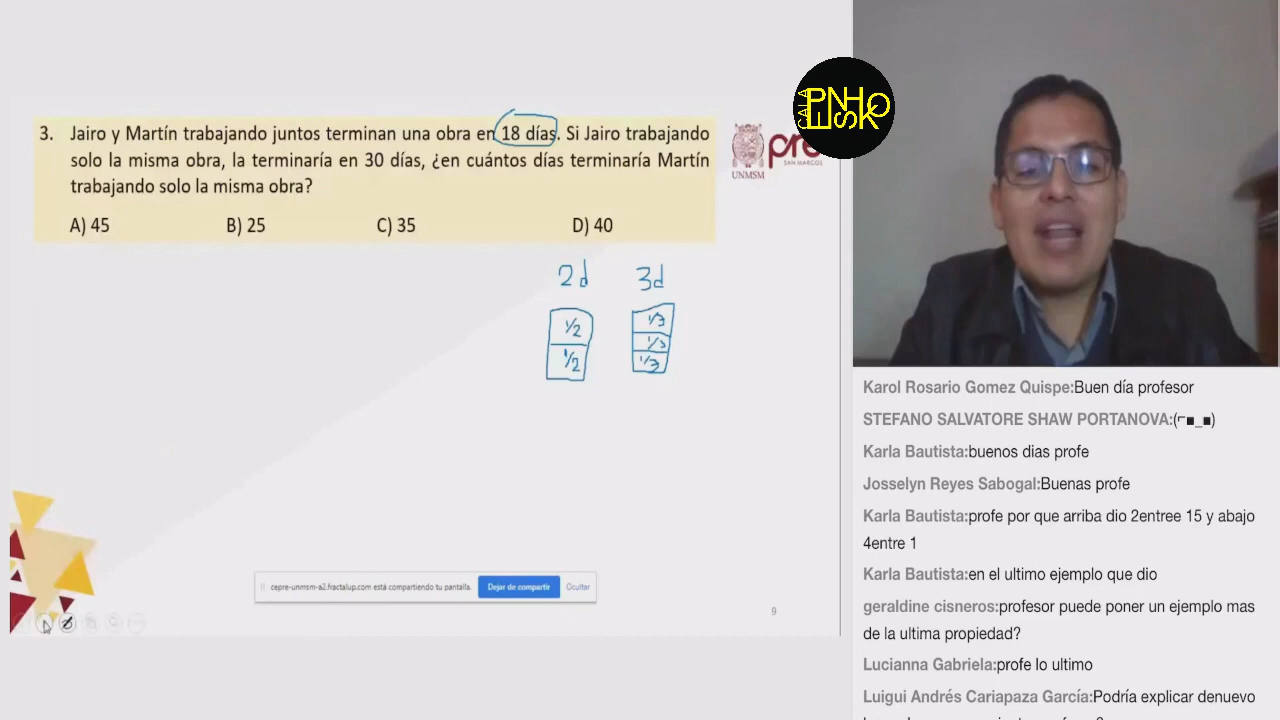 3. Jairo y Martín trabajando juntos terminan una obra en 18 días. Si Jairo trabajando
solo la misma obra, la terminaría en 30 días, ¿en cuántos días terminaría Martín
trabajando solo la misma obra?
A) 45 B) 25 C) 35 D) 40
UNMSM
pre
SAN MARCOS
CALA
PENHO
ESK
2d 3d
1/2 1/3
1/2 1/3
1/3
cepre-unmsm-a2.fractalup.com está compartiendo tu pantalla. Dejar de compartir Ocultar
9
Karol Rosario Gomez Quispe:Buen día profesor
STEFANO SALVATORE SHAW PORTANOVA:(⌐■_■)
Karla Bautista:buenos dias profe
Josselyn Reyes Sabogal:Buenas profe
Karla Bautista:profe por que arriba dio 2entree 15 y abajo
4entre 1
Karla Bautista:en el ultimo ejemplo que dio
geraldine cisneros:profesor puede poner un ejemplo mas
de la ultima propiedad?
Lucianna Gabriela:profe lo ultimo
Luigui Andrés Cariapaza García:Podría explicar denuevo